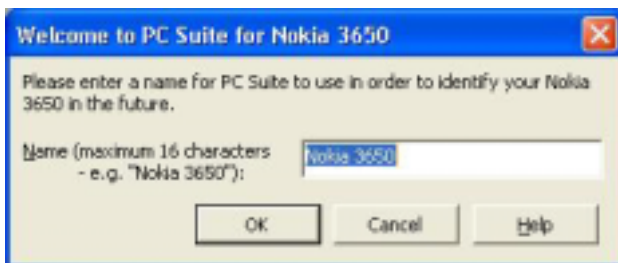 Welcome to PC Suite for Nokia 3650
Please enter a name for PC Suite to use in order to identify your Nokia
3650 in the future.
Name (maximum 16 characters
- e.g. "Nokia 3650"):
Nokia 3650
OK
Cancel
Help